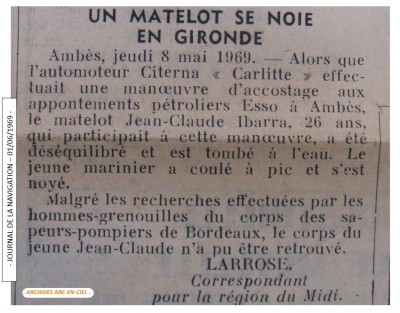 UN MATELOT SE NOIE
EN GIRONDE
Ambès, jeudi 8 mai 1969. — Alors que
l'automoteur Citerna « Carlitte » effec-
tuait une manœuvre d'accostage aux
appontements pétroliers Esso à Ambès,
le matelot Jean-Claude Ibarra, 26 ans,
qui participait à cette manœuvre, a été
déséquilibré et est tombé à l'eau. Le
jeune marinier a coulé à pic et s'est
noyé.
Malgré les recherches effectuées par les
hommes-grenouilles du corps des sa-
peurs-pompiers de Bordeaux, le corps du
jeune Jean-Claude n'a pu être retrouvé.
LARROSE,
Correspondant
pour la région du Midi.
- JOURNAL DE LA NAVIGATION – 01/06/1969 -
ARCHIVES ARC-EN-CIEL .